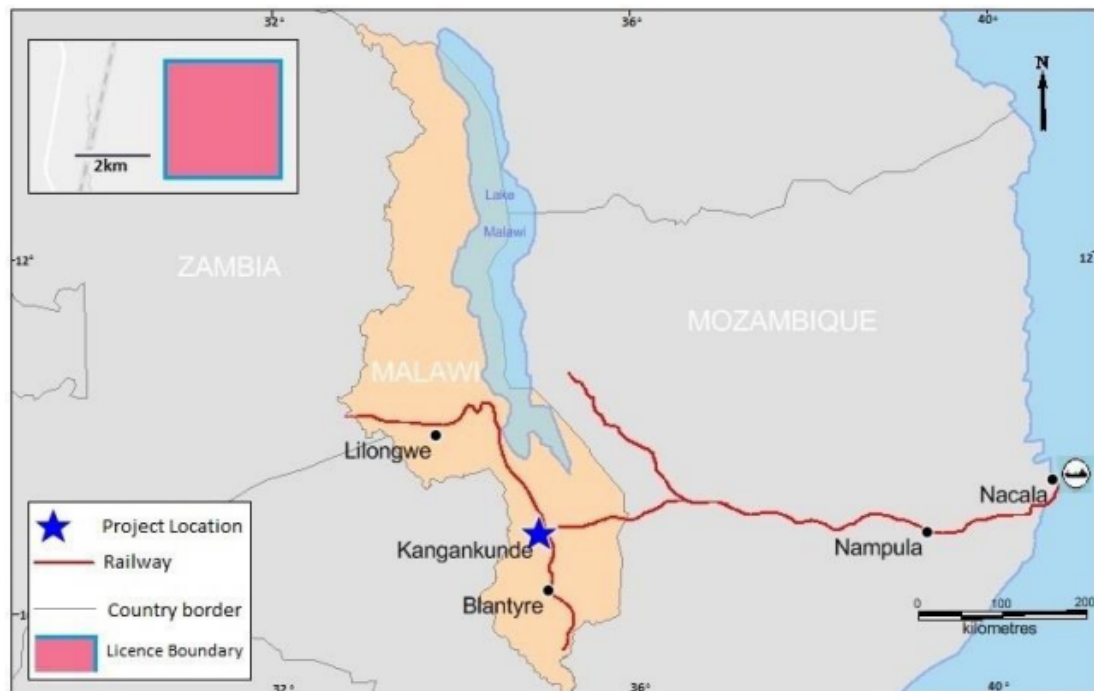 32°
36°
40°
N
2km
Lake
Malawi
12°
12°
ZAMBIA
MOZAMBIQUE
MALAWI
Lilongwe
Nacala
Project Location
Kangankunde
Nampula
Railway
Blantyre
Country border
0 100 200
kilometres
Licence Boundary
32°
36°
40°